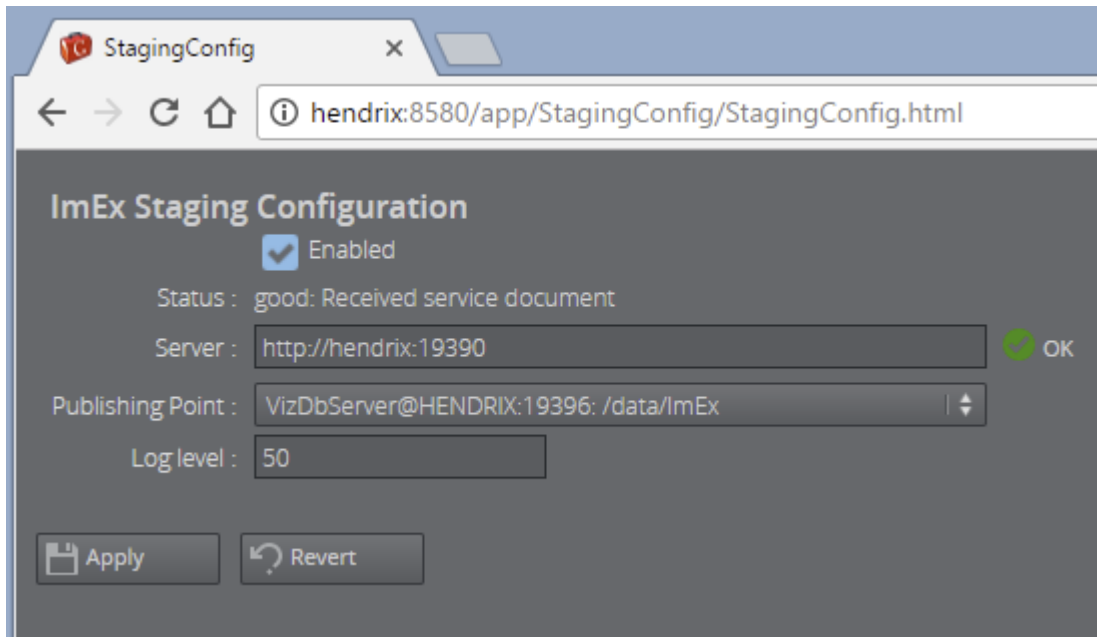 StagingConfig
hendrix:8580/app/StagingConfig/StagingConfig.html
ImEx Staging Configuration
Enabled
Status : good: Received service document
Server : http://hendrix:19390 OK
Publishing Point : VizDbServer@HENDRIX:19396: /data/ImEx
Log level : 50
Apply Revert